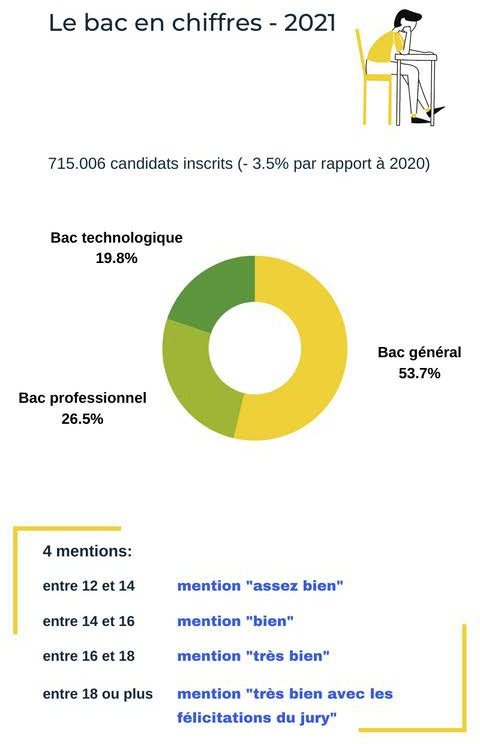 Le bac en chiffres - 2021
715.006 candidats inscrits (- 3.5% par rapport à 2020)
Bac technologique
19.8%
Bac général
53.7%
Bac professionnel
26.5%
4 mentions:
entre 12 et 14 mention "assez bien"
entre 14 et 16 mention "bien"
entre 16 et 18 mention "très bien"
entre 18 ou plus mention "très bien avec les
félicitations du jury"